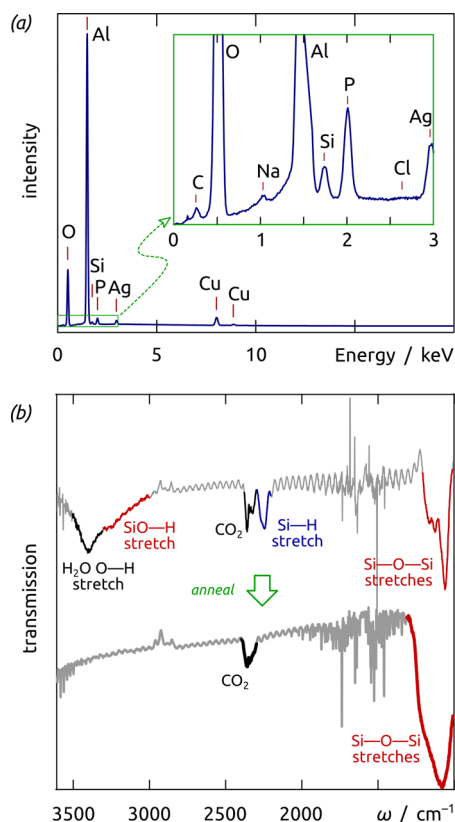 (a)
Al
O
Si
P
Ag
Cu
Cu
O
Al
C
Na
Si
P
Cl
Ag
0 1 2 3
intensity
0 5 10 Energy / keV
(b)
CO₂
Si—H
stretch
SiO—H
stretch
H₂O O—H
stretch
Si—O—Si
stretches
anneal
transmission
CO₂
Si—O—Si
stretches
3500 3000 2500 2000 ω / cm⁻¹